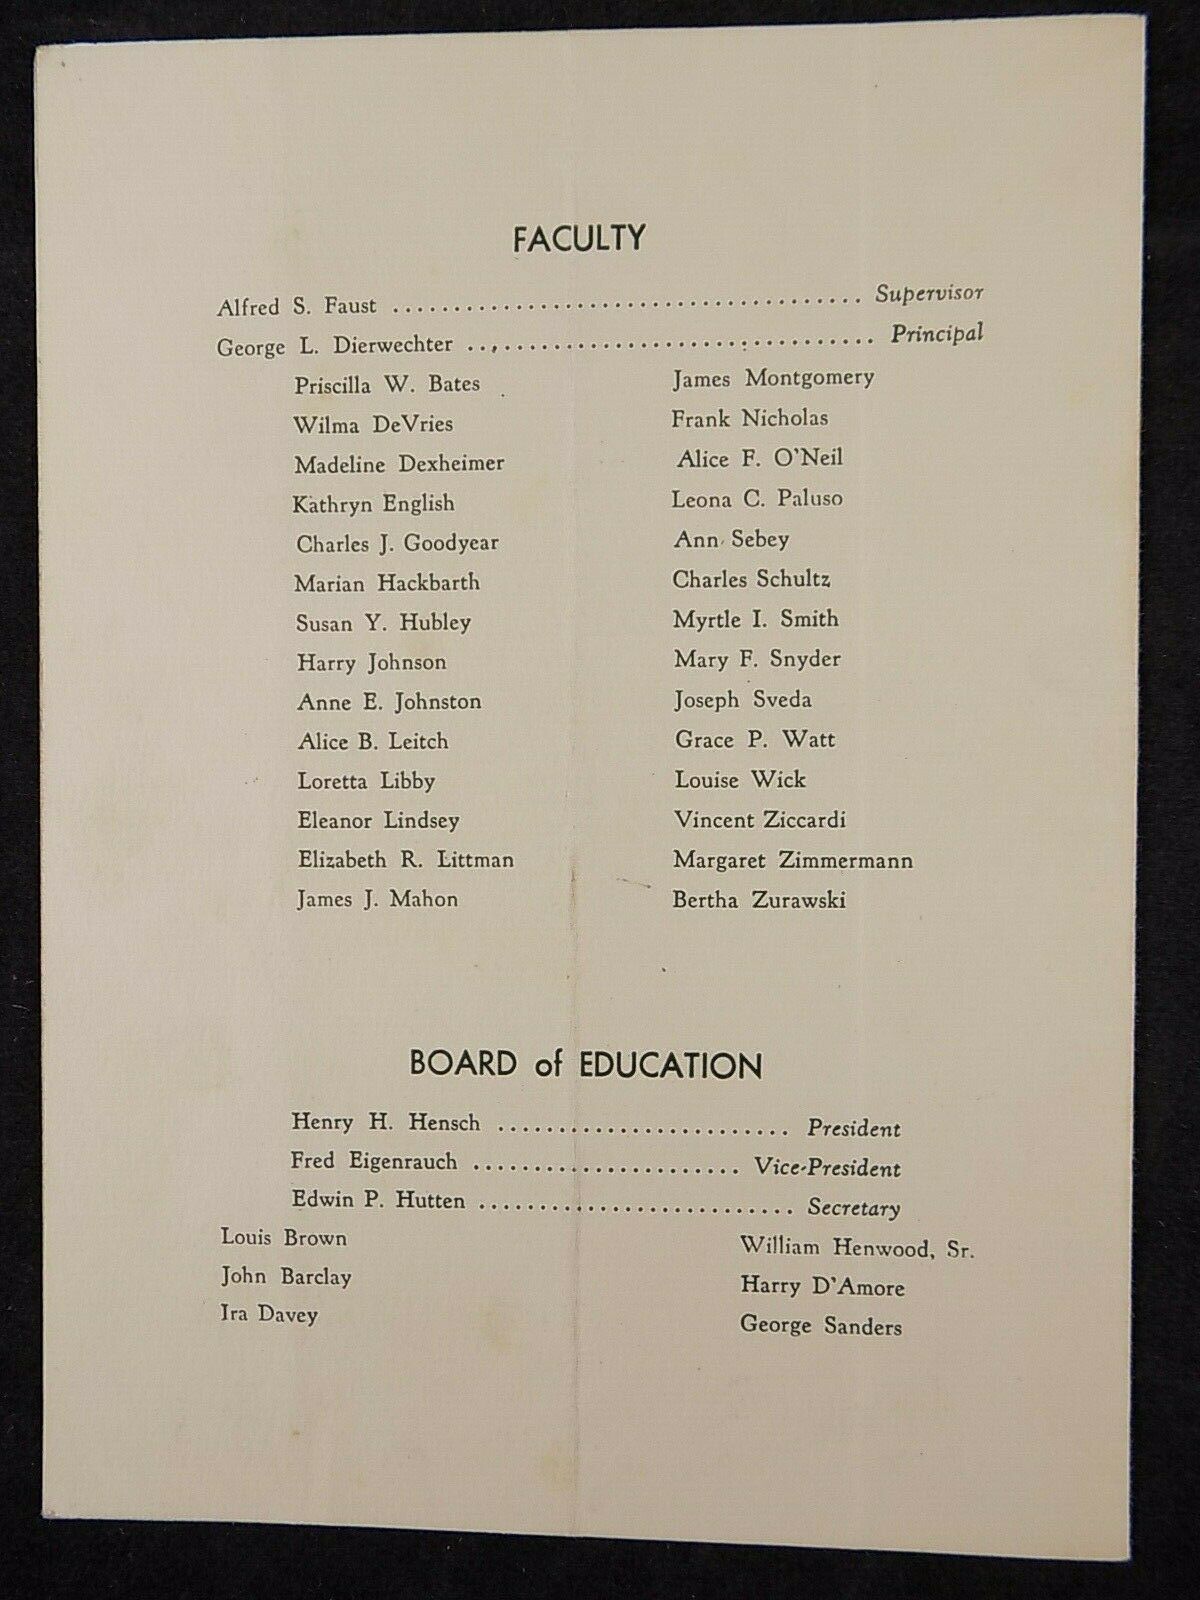 FACULTY
Alfred S. Faust ...................................... Supervisor
George L. Dierwechter ................................. Principal
Priscilla W. Bates James Montgomery
Wilma DeVries Frank Nicholas
Madeline Dexheimer Alice F. O'Neil
Kathryn English Leona C. Paluso
Charles J. Goodyear Ann Sebey
Marian Hackbarth Charles Schultz
Susan Y. Hubley Myrtle I. Smith
Harry Johnson Mary F. Snyder
Anne E. Johnston Joseph Sveda
Alice B. Leitch Grace P. Watt
Loretta Libby Louise Wick
Eleanor Lindsey Vincent Ziccardi
Elizabeth R. Littman Margaret Zimmermann
James J. Mahon Bertha Zurawski
BOARD of EDUCATION
Henry H. Hensch ........................ President
Fred Eigenrauch ...................... Vice-President
Edwin P. Hutten .......................... Secretary
Louis Brown William Henwood, Sr.
John Barclay Harry D'Amore
Ira Davey George Sanders